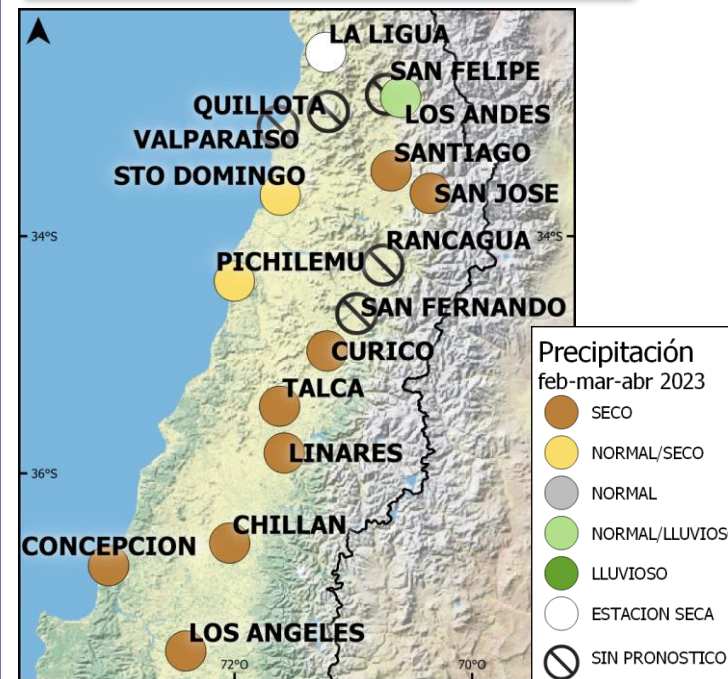 LA LIGUA
SAN FELIPE
QUILLOTA
LOS ANDES
VALPARAISO
SANTIAGO
STO DOMINGO
SAN JOSE
34°S
34°S
RANCAGUA
PICHILEMU
SAN FERNANDO
CURICO
TALCA
LINARES
36°S
CHILLAN
CONCEPCION
LOS ANGELES
72°O
70°O
Precipitación
feb-mar-abr 2023
SECO
NORMAL/SECO
NORMAL
NORMAL/LLUVIOS
LLUVIOSO
ESTACION SECA
SIN PRONOSTICO